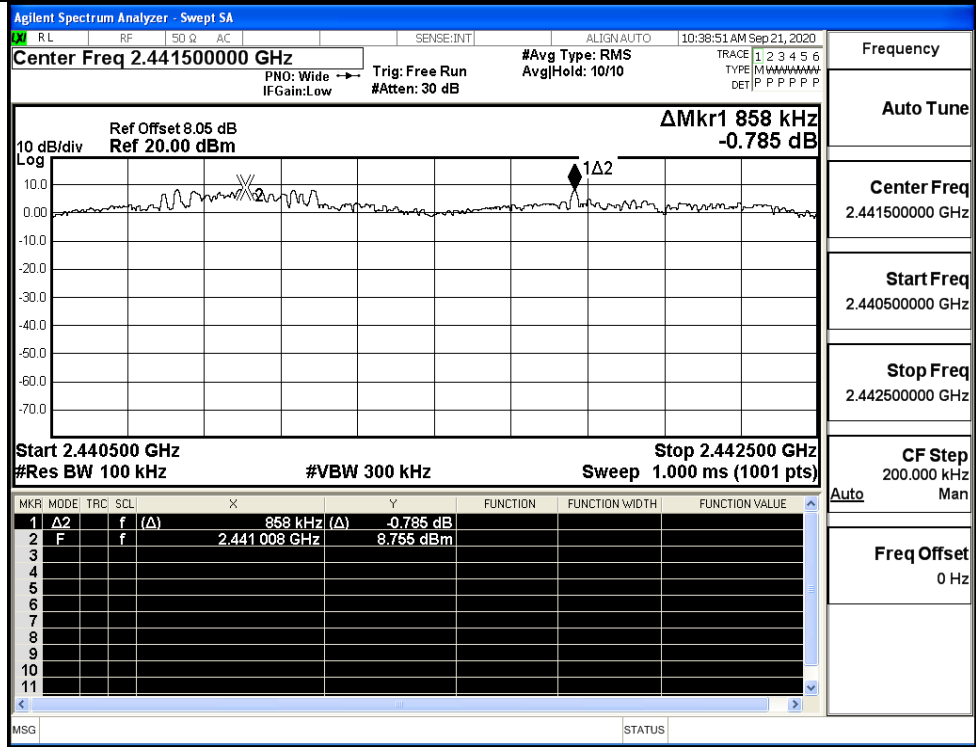 Agilent Spectrum Analyzer - Swept SA
LXI RL RF 50 Ω AC SENSE:INT ALIGNAUTO 10:38:51 AM Sep 21, 2020
Center Freq 2.441500000 GHz
PNO: Wide
IFGain:Low
Trig: Free Run
#Atten: 30 dB
#Avg Type: RMS
Avg|Hold: 10/10
TRACE 1 2 3 4 5 6
TYPE M
DET P P P P P P
Frequency
Auto Tune
Center Freq
2.441500000 GHz
Start Freq
2.440500000 GHz
Stop Freq
2.442500000 GHz
CF Step
200.000 kHz
Auto Man
Freq Offset
0 Hz
Ref Offset 8.05 dB
10 dB/div Ref 20.00 dBm
Log
ΔMkr1 858 kHz
-0.785 dB
10.0
0.00
-10.0
-20.0
-30.0
-40.0
-50.0
-60.0
-70.0
2
1Δ2
Start 2.440500 GHz Stop 2.442500 GHz
#Res BW 100 kHz #VBW 300 kHz Sweep 1.000 ms (1001 pts)
MKR MODE TRC SCL X Y FUNCTION FUNCTION WIDTH FUNCTION VALUE
1 Δ2 f (Δ) 858 kHz (Δ) -0.785 dB
2 F f 2.441 008 GHz 8.755 dBm
3
4
5
6
7
8
9
10
11
MSG STATUS